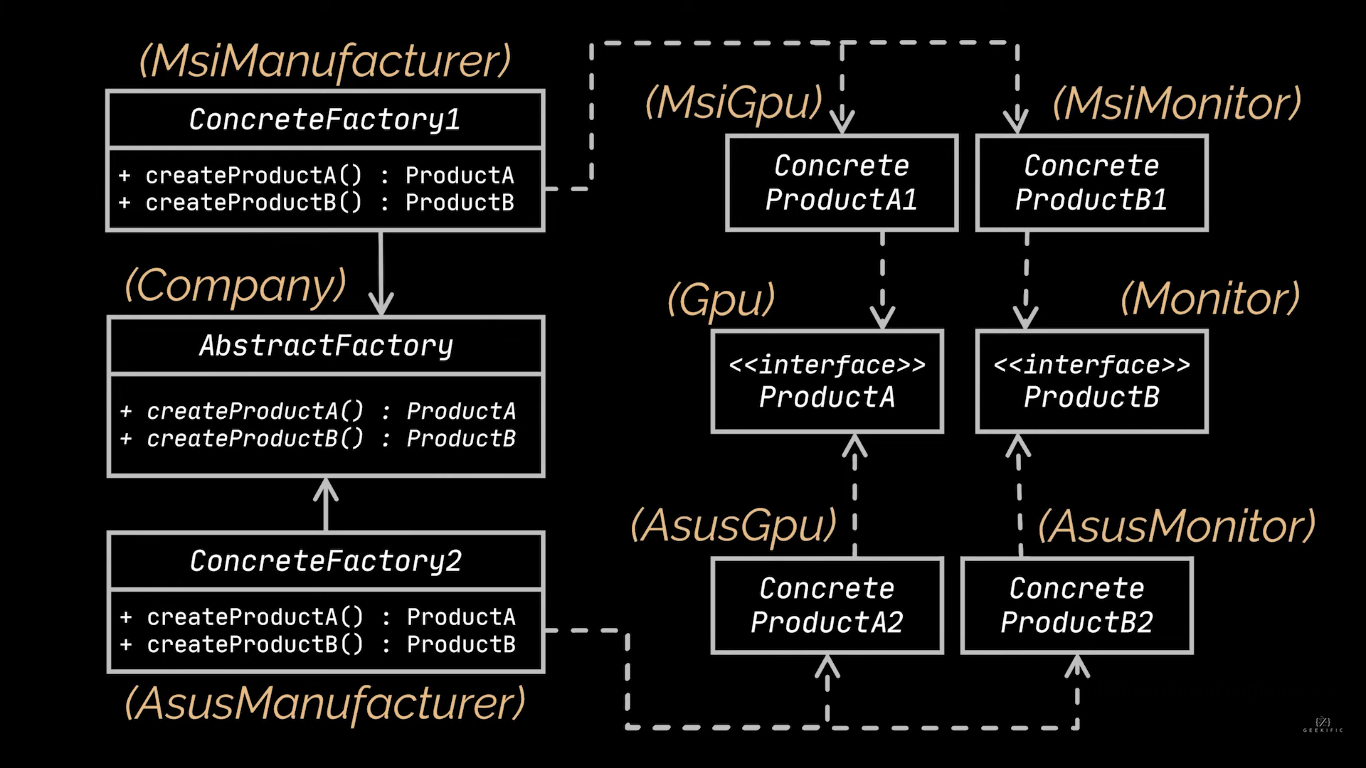 (MsiManufacturer)
ConcreteFactory1
+ createProductA() : ProductA
+ createProductB() : ProductB
(MsiGpu)
Concrete
ProductA1
(MsiMonitor)
Concrete
ProductB1
(Company)
AbstractFactory
+ createProductA() : ProductA
+ createProductB() : ProductB
(Gpu)
<<interface>>
ProductA
(Monitor)
<<interface>>
ProductB
ConcreteFactory2
+ createProductA() : ProductA
+ createProductB() : ProductB
(AsusManufacturer)
(AsusGpu)
Concrete
ProductA2
(AsusMonitor)
Concrete
ProductB2
GEEKIFIC